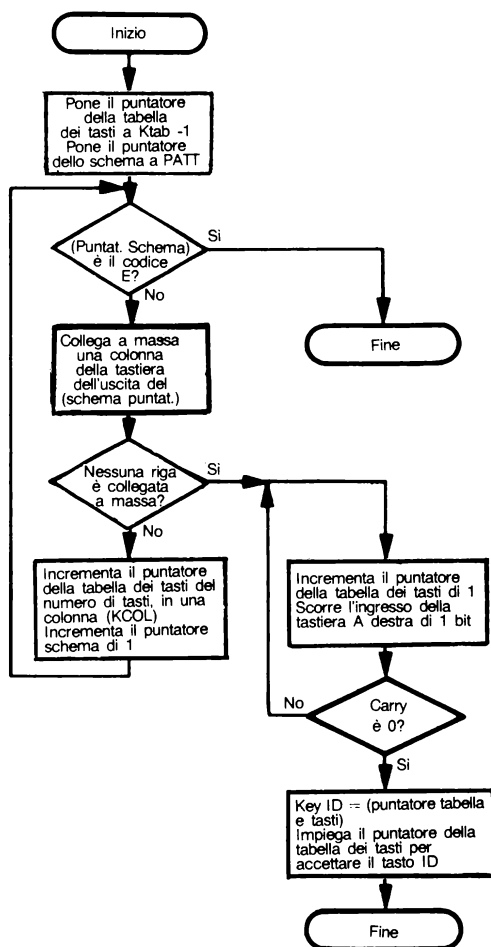 Inizio
Pone il puntatore
della tabella
dei tasti a Ktab -1
Pone il puntatore
dello schema a PATT
(Puntat. Schema)
è il codice
E?
Si
No
Fine
Collega a massa
una colonna
della tastiera
dell'uscita del
(schema puntat.)
Nessuna riga
è collegata
a massa?
Si
No
Incrementa il puntatore
della tabella dei tasti del
numero di tasti, in una
colonna (KCOL)
Incrementa il puntatore
schema di 1
Incrementa il puntatore
della tabella dei tasti di 1
Scorre l'ingresso della
tastiera A destra di 1 bit
Carry
è 0?
No
Si
Key ID = (puntatore tabella
e tasti)
Impiega il puntatore della
tabella dei tasti per
accettare il tasto ID
Fine